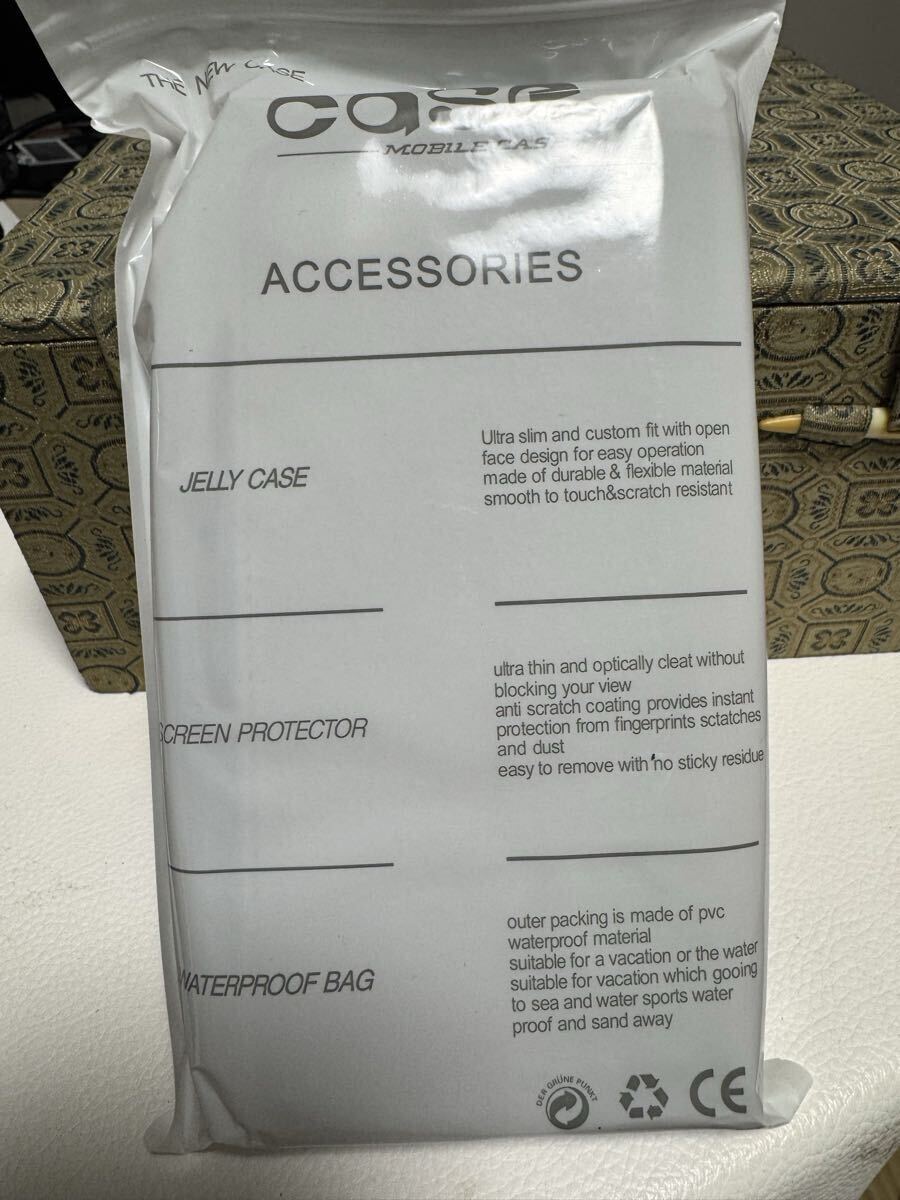 THE NEW CASE
case
MOBILE CAS
ACCESSORIES
JELLY CASE
Ultra slim and custom fit with open
face design for easy operation
made of durable & flexible material
smooth to touch&scratch resistant
SCREEN PROTECTOR
ultra thin and optically cleat without
blocking your view
anti scratch coating provides instant
protection from fingerprints sctatches
and dust
easy to remove with no sticky residue
WATERPROOF BAG
outer packing is made of pvc
waterproof material
suitable for a vacation or the water
suitable for vacation which gooing
to sea and water sports water
proof and sand away
DER GRÜNE PUNKT
CE